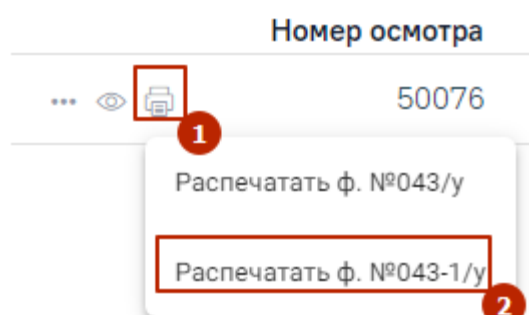 Номер осмотра
50076
1
Распечатать ф. №043/у
Распечатать ф. №043-1/у
2